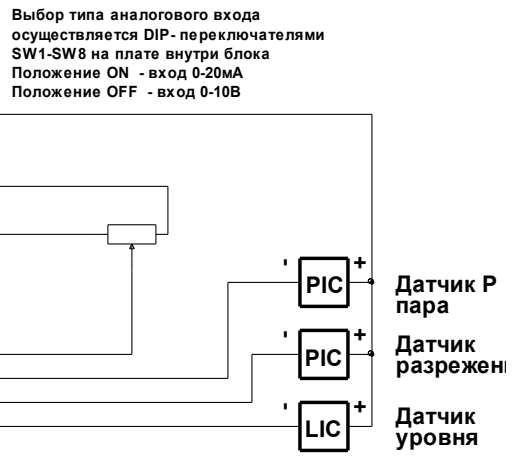 Выбор типа аналогового входа
осуществляется DIP- переключателями
SW1-SW8 на плате внутри блока
Положение ON - вход 0-20мА
Положение OFF - вход 0-10В
- PIC +
Датчик Р
пара
- PIC +
Датчик
разрежен
- LIC +
Датчик
уровня